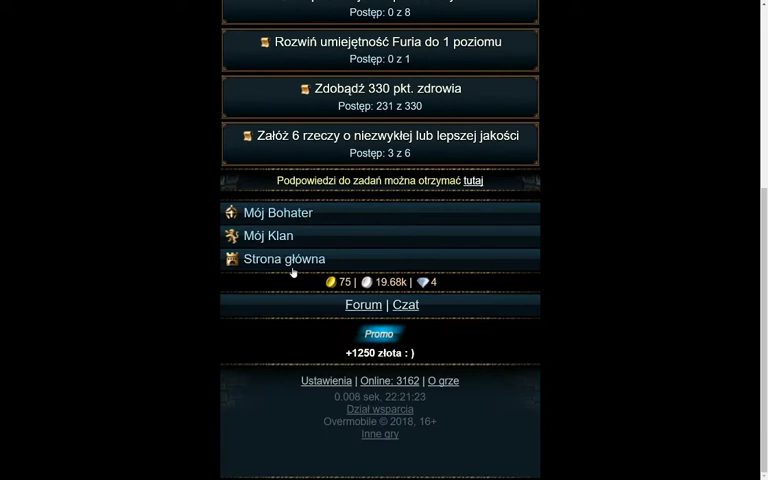 Postęp: 0 z 8
Rozwiń umiejętność Furia do 1 poziomu
Postęp: 0 z 1
Zdobądź 330 pkt. zdrowia
Postęp: 231 z 330
Załóż 6 rzeczy o niezwykłej lub lepszej jakości
Postęp: 3 z 6
Podpowiedzi do zadań można otrzymać tutaj
Mój Bohater
Mój Klan
Strona główna
75 | 19.68k | 4
Forum | Czat
Promo
+1250 złota : )
Ustawienia | Online: 3162 | O grze
0.008 sek, 22:21:23
Dział wsparcia
Overmobile © 2018, 16+
Inne gry